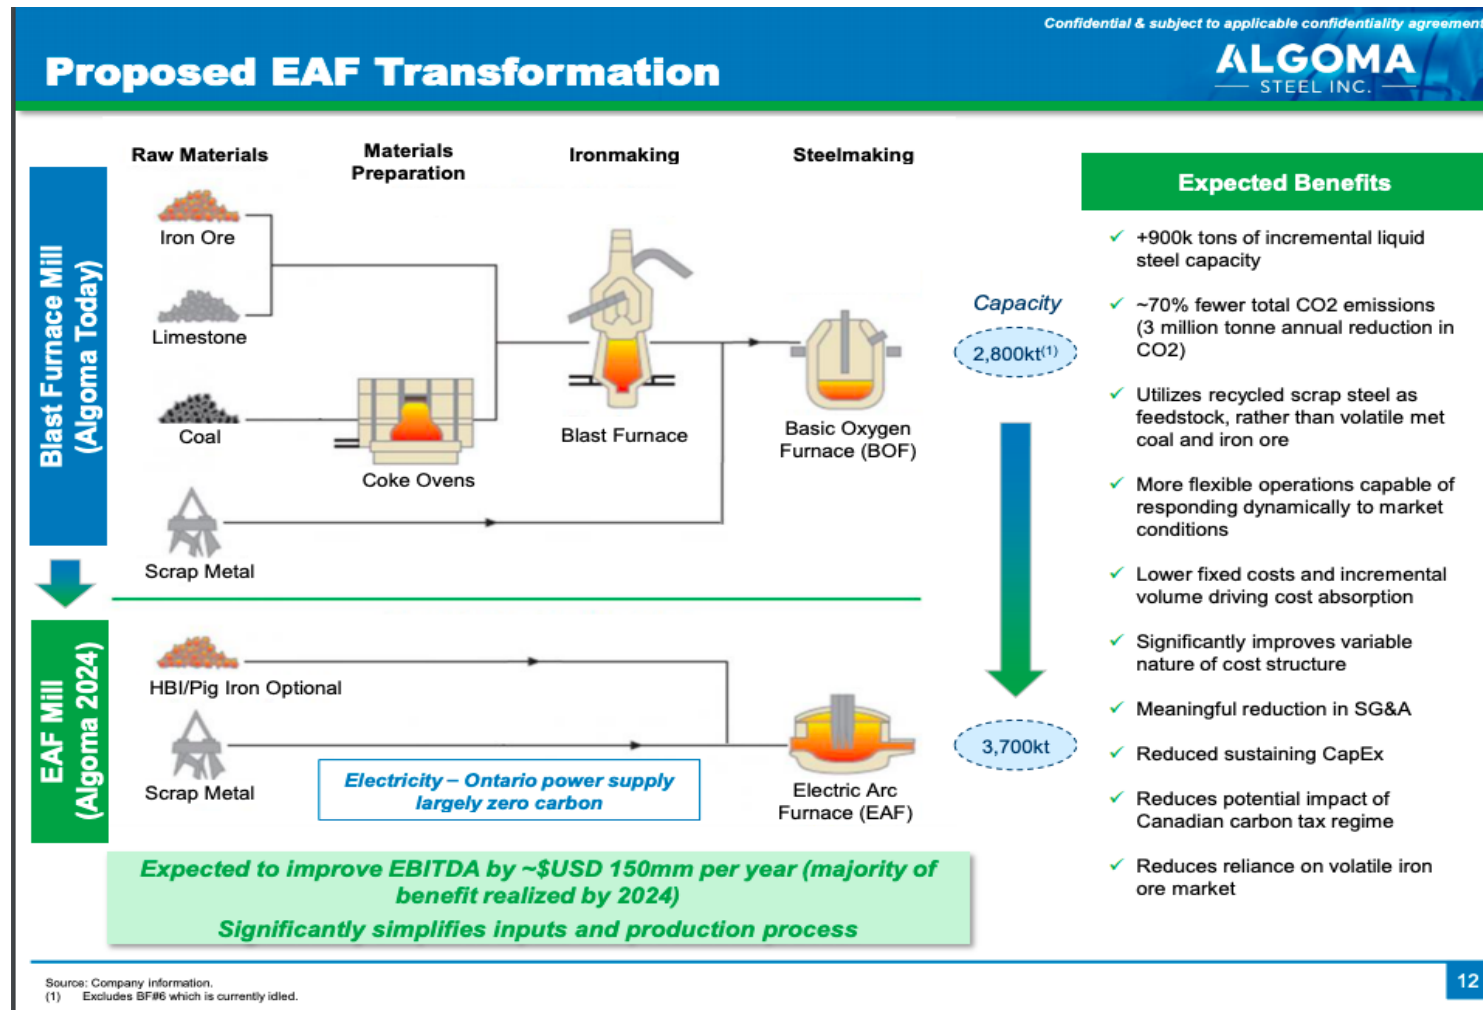 Confidential & subject to applicable confidentiality agreement
Proposed EAF Transformation
ALGOMA
STEEL INC.
Raw Materials
Materials
Preparation
Ironmaking
Steelmaking
Blast Furnace Mill
(Algoma Today)
Iron Ore
Limestone
Coal
Coke Ovens
Scrap Metal
Blast Furnace
Basic Oxygen
Furnace (BOF)
Capacity
2,800kt(1)
EAF Mill
(Algoma 2024)
HBI/Pig Iron Optional
Scrap Metal
Electricity – Ontario power supply
largely zero carbon
Electric Arc
Furnace (EAF)
3,700kt
Expected to improve EBITDA by ~$USD 150mm per year (majority of
benefit realized by 2024)
Significantly simplifies inputs and production process
Expected Benefits
✓ +900k tons of incremental liquid
steel capacity
✓ ~70% fewer total CO2 emissions
(3 million tonne annual reduction in
CO2)
✓ Utilizes recycled scrap steel as
feedstock, rather than volatile met
coal and iron ore
✓ More flexible operations capable of
responding dynamically to market
conditions
✓ Lower fixed costs and incremental
volume driving cost absorption
✓ Significantly improves variable
nature of cost structure
✓ Meaningful reduction in SG&A
✓ Reduced sustaining CapEx
✓ Reduces potential impact of
Canadian carbon tax regime
✓ Reduces reliance on volatile iron
ore market
Source: Company information.
(1) Excludes BF#6 which is currently idled.
12